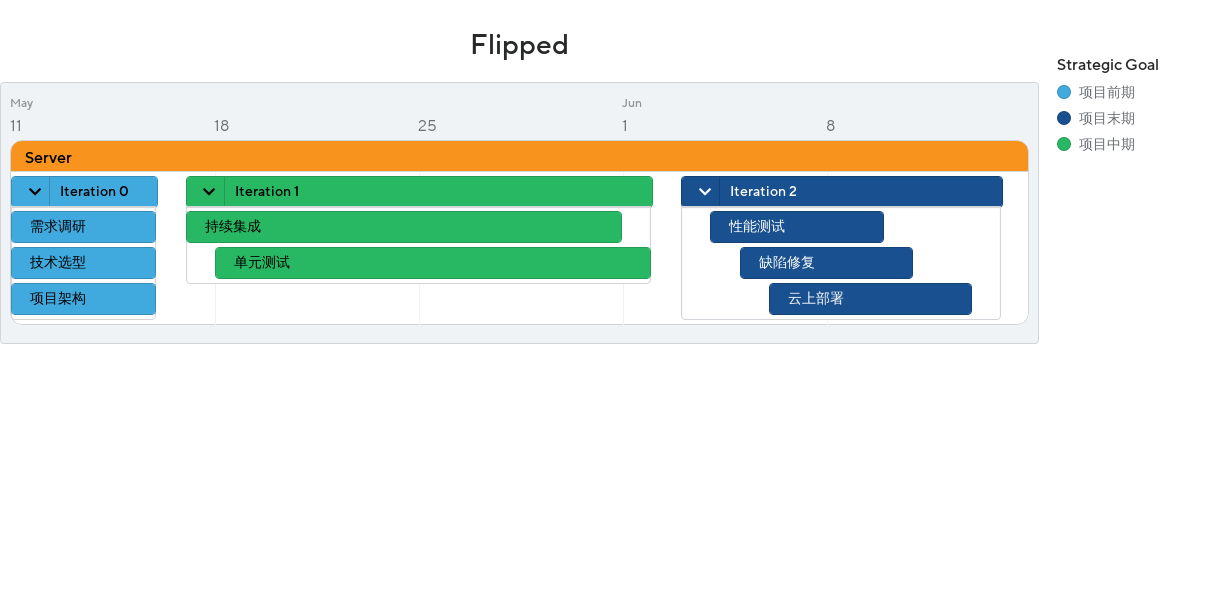 Flipped
Strategic Goal
项目前期
项目末期
项目中期
May Jun
11 18 25 1 8
Server
Iteration 0 Iteration 1 Iteration 2
需求调研 持续集成 性能测试
技术选型 单元测试 缺陷修复
项目架构 云上部署